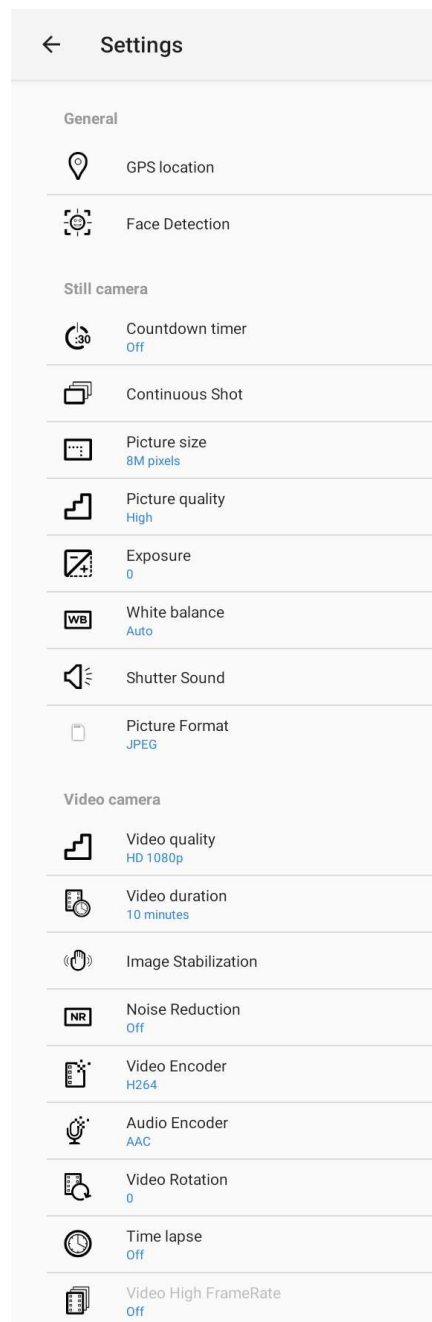 Settings
General
GPS location
Face Detection
Still camera
:30
Countdown timer
Off
Continuous Shot
Picture size
8M pixels
Picture quality
High
Exposure
0
WB
White balance
Auto
Shutter Sound
Picture Format
JPEG
Video camera
Video quality
HD 1080p
Video duration
10 minutes
Image Stabilization
NR
Noise Reduction
Off
Video Encoder
H264
Audio Encoder
AAC
Video Rotation
0
Time lapse
Off
Video High FrameRate
Off